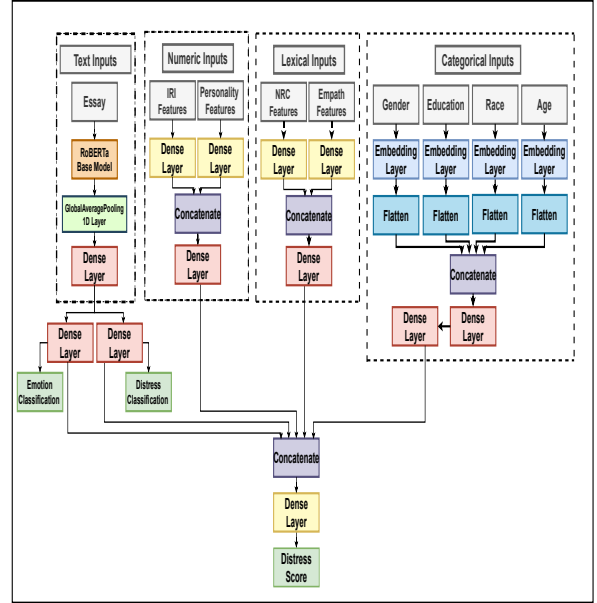 Text Inputs
Essay
RoBERTa
Base Model
GlobalAveragePooling
1D Layer
Dense
Layer
Dense
Layer
Dense
Layer
Emotion
Classification
Distress
Classification
Numeric Inputs
IRI
Features
Personality
Features
Dense
Layer
Dense
Layer
Concatenate
Dense
Layer
Lexical Inputs
NRC
Features
Empath
Features
Dense
Layer
Dense
Layer
Concatenate
Dense
Layer
Categorical Inputs
Gender
Education
Race
Age
Embedding
Layer
Embedding
Layer
Embedding
Layer
Embedding
Layer
Flatten
Flatten
Flatten
Flatten
Concatenate
Dense
Layer
Dense
Layer
Concatenate
Dense
Layer
Distress
Score